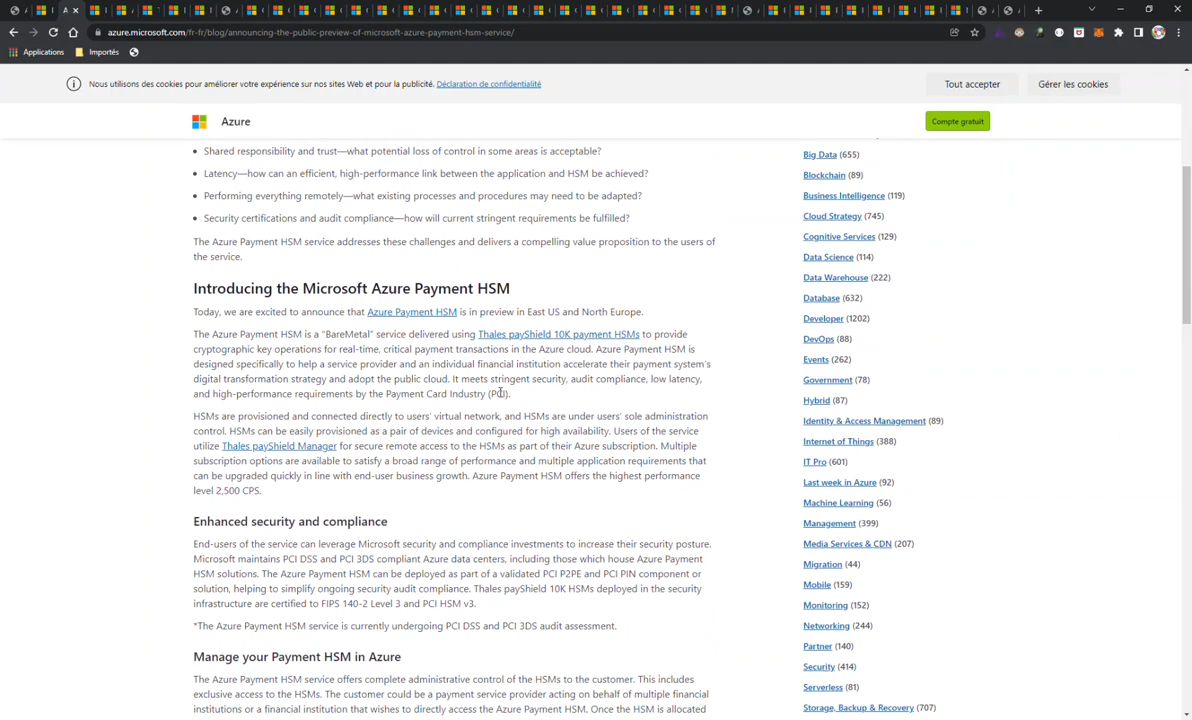 azure.microsoft.com/fr-fr/blog/announcing-the-public-preview-of-microsoft-azure-payment-hsm-service/
Applications
Importés
Nous utilisons des cookies pour améliorer votre expérience sur nos sites Web et pour la publicité. Déclaration de confidentialité
Tout accepter
Gérer les cookies
Azure
Compte gratuit
Shared responsibility and trust—what potential loss of control in some areas is acceptable?
Latency—how can an efficient, high-performance link between the application and HSM be achieved?
Performing everything remotely—what existing processes and procedures may need to be adapted?
Security certifications and audit compliance—how will current stringent requirements be fulfilled?
The Azure Payment HSM service addresses these challenges and delivers a compelling value proposition to the users of
the service.
Introducing the Microsoft Azure Payment HSM
Today, we are excited to announce that Azure Payment HSM is in preview in East US and North Europe.
The Azure Payment HSM is a "BareMetal" service delivered using Thales payShield 10K payment HSMs to provide
cryptographic key operations for real-time, critical payment transactions in the Azure cloud. Azure Payment HSM is
designed specifically to help a service provider and an individual financial institution accelerate their payment system's
digital transformation strategy and adopt the public cloud. It meets stringent security, audit compliance, low latency,
and high-performance requirements by the Payment Card Industry (PCI).
HSMs are provisioned and connected directly to users' virtual network, and HSMs are under users' sole administration
control. HSMs can be easily provisioned as a pair of devices and configured for high availability. Users of the service
utilize Thales payShield Manager for secure remote access to the HSMs as part of their Azure subscription. Multiple
subscription options are available to satisfy a broad range of performance and multiple application requirements that
can be upgraded quickly in line with end-user business growth. Azure Payment HSM offers the highest performance
level 2,500 CPS.
Enhanced security and compliance
End-users of the service can leverage Microsoft security and compliance investments to increase their security posture.
Microsoft maintains PCI DSS and PCI 3DS compliant Azure data centers, including those which house Azure Payment
HSM solutions. The Azure Payment HSM can be deployed as part of a validated PCI P2PE and PCI PIN component or
solution, helping to simplify ongoing security audit compliance. Thales payShield 10K HSMs deployed in the security
infrastructure are certified to FIPS 140-2 Level 3 and PCI HSM v3.
*The Azure Payment HSM service is currently undergoing PCI DSS and PCI 3DS audit assessment.
Manage your Payment HSM in Azure
The Azure Payment HSM service offers complete administrative control of the HSMs to the customer. This includes
exclusive access to the HSMs. The customer could be a payment service provider acting on behalf of multiple financial
institutions or a financial institution that wishes to directly access the Azure Payment HSM. Once the HSM is allocated
Big Data (655)
Blockchain (89)
Business Intelligence (119)
Cloud Strategy (745)
Cognitive Services (129)
Data Science (114)
Data Warehouse (222)
Database (632)
Developer (1202)
DevOps (88)
Events (262)
Government (78)
Hybrid (87)
Identity & Access Management (89)
Internet of Things (388)
IT Pro (601)
Last week in Azure (92)
Machine Learning (56)
Management (399)
Media Services & CDN (207)
Migration (44)
Mobile (159)
Monitoring (152)
Networking (244)
Partner (140)
Security (414)
Serverless (81)
Storage, Backup & Recovery (707)